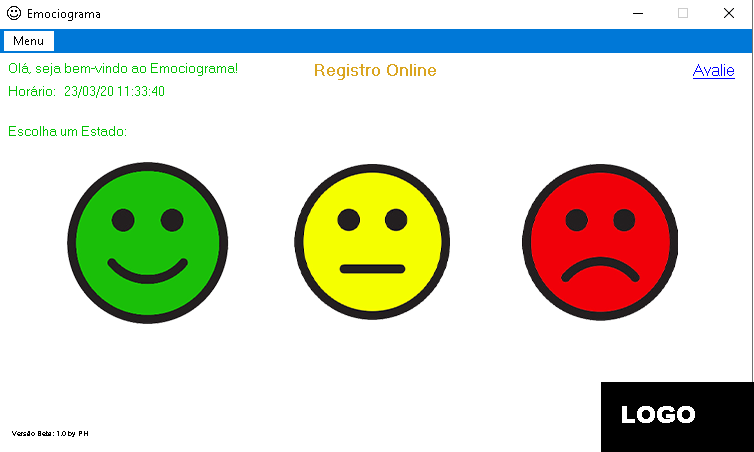 Emociograma
Menu
Olá, seja bem-vindo ao Emociograma!
Registro Online
Avalie
Horário: 23/03/20 11:33:40
Escolha um Estado:
LOGO
Versão Beta: 1.0 by PH